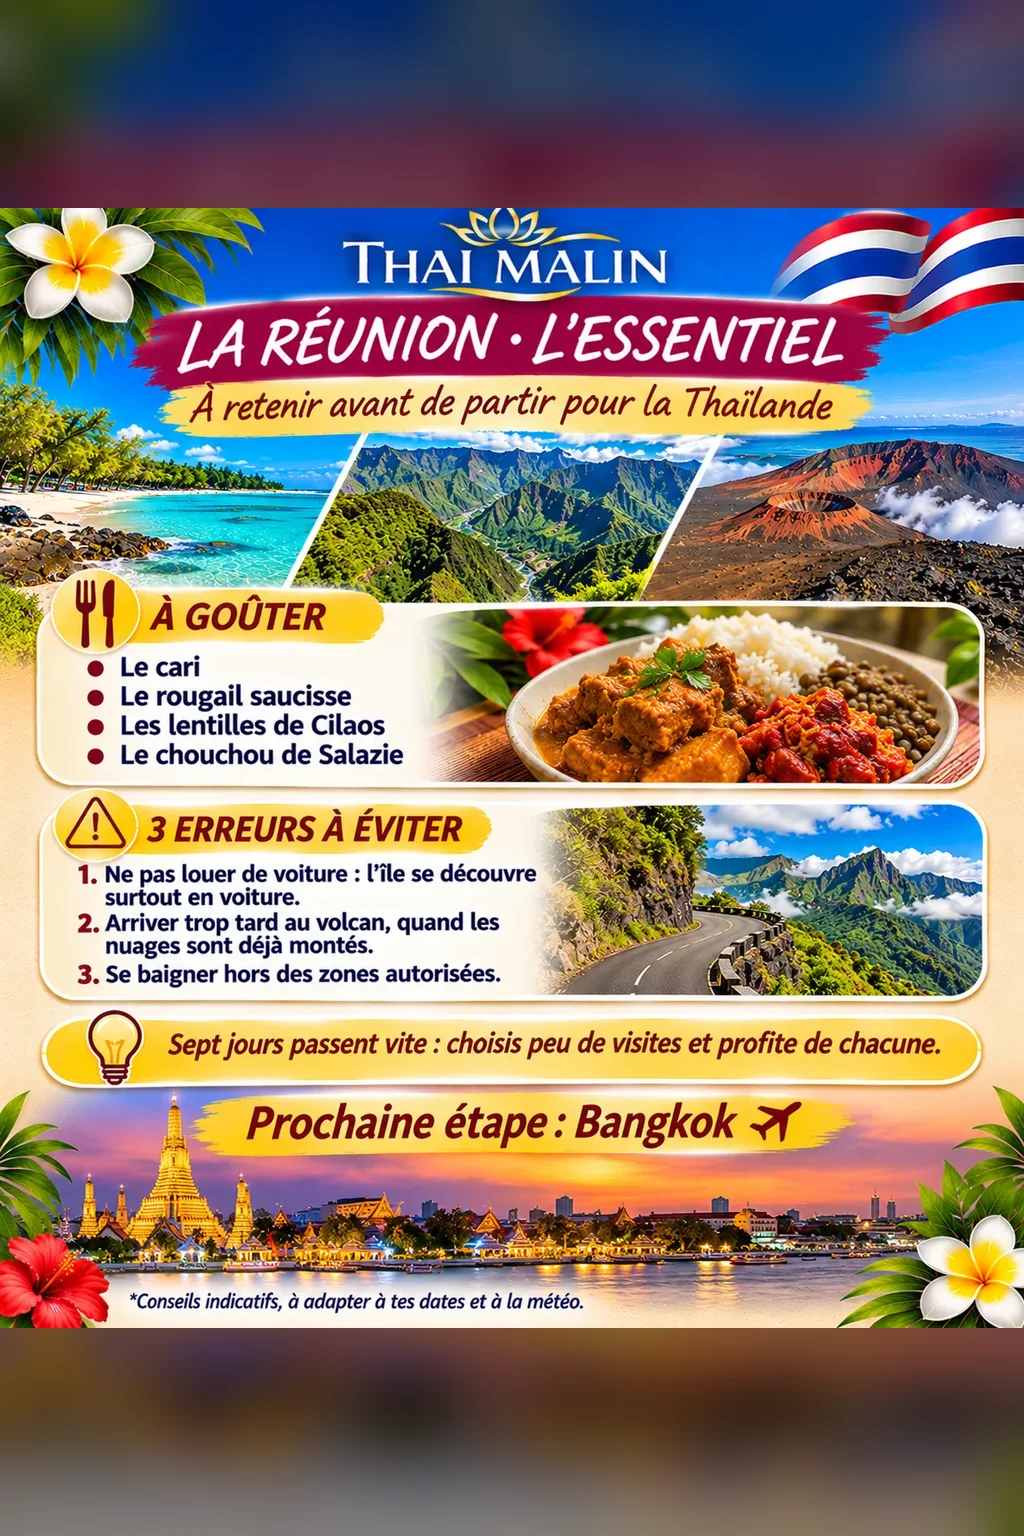 THAI MALIN
LA RÉUNION · L'ESSENTIEL
À retenir avant de partir pour la Thaïlande
À GOÛTER
● Le cari
● Le rougail saucisse
● Les lentilles de Cilaos
● Le chouchou de Salazie
3 ERREURS À ÉVITER
1. Ne pas louer de voiture : l'île se découvre
surtout en voiture.
2. Arriver trop tard au volcan, quand les
nuages sont déjà montés.
3. Se baigner hors des zones autorisées.
Sept jours passent vite : choisis peu de visites et profite de chacune.
Prochaine étape : Bangkok
*Conseils indicatifs, à adapter à tes dates et à la météo.